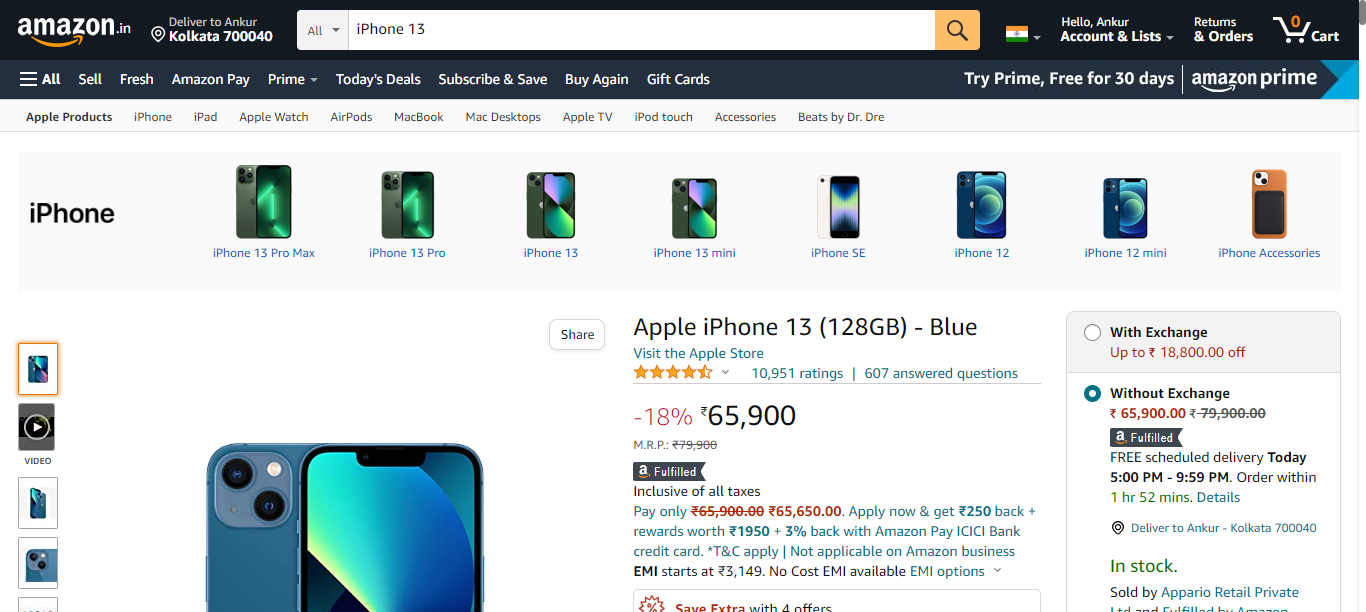 amazon.in
Deliver to Ankur
Kolkata 700040
All
iPhone 13
Hello, Ankur
Account & Lists
Returns
& Orders
0
Cart
All Sell Fresh Amazon Pay Prime Today's Deals Subscribe & Save Buy Again Gift Cards
Try Prime, Free for 30 days amazon prime
Apple Products iPhone iPad Apple Watch AirPods MacBook Mac Desktops Apple TV iPod touch Accessories Beats by Dr. Dre
iPhone
iPhone 13 Pro Max iPhone 13 Pro iPhone 13 iPhone 13 mini iPhone SE iPhone 12 iPhone 12 mini iPhone Accessories
VIDEO
Share
Apple iPhone 13 (128GB) - Blue
Visit the Apple Store
10,951 ratings | 607 answered questions
-18% ₹65,900
M.R.P.: ₹79,900
a Fulfilled
Inclusive of all taxes
Pay only ₹65,900.00 ₹65,650.00. Apply now & get ₹250 back +
rewards worth ₹1950 + 3% back with Amazon Pay ICICI Bank
credit card. *T&C apply | Not applicable on Amazon business
EMI starts at ₹3,149. No Cost EMI available EMI options
Save Extra with 4 offers
With Exchange
Up to ₹ 18,800.00 off
Without Exchange
₹ 65,900.00 ₹ 79,900.00
a Fulfilled
FREE scheduled delivery Today
5:00 PM - 9:59 PM. Order within
1 hr 52 mins. Details
Deliver to Ankur - Kolkata 700040
In stock.
Sold by Appario Retail Private
Ltd and Fulfilled by Amazon